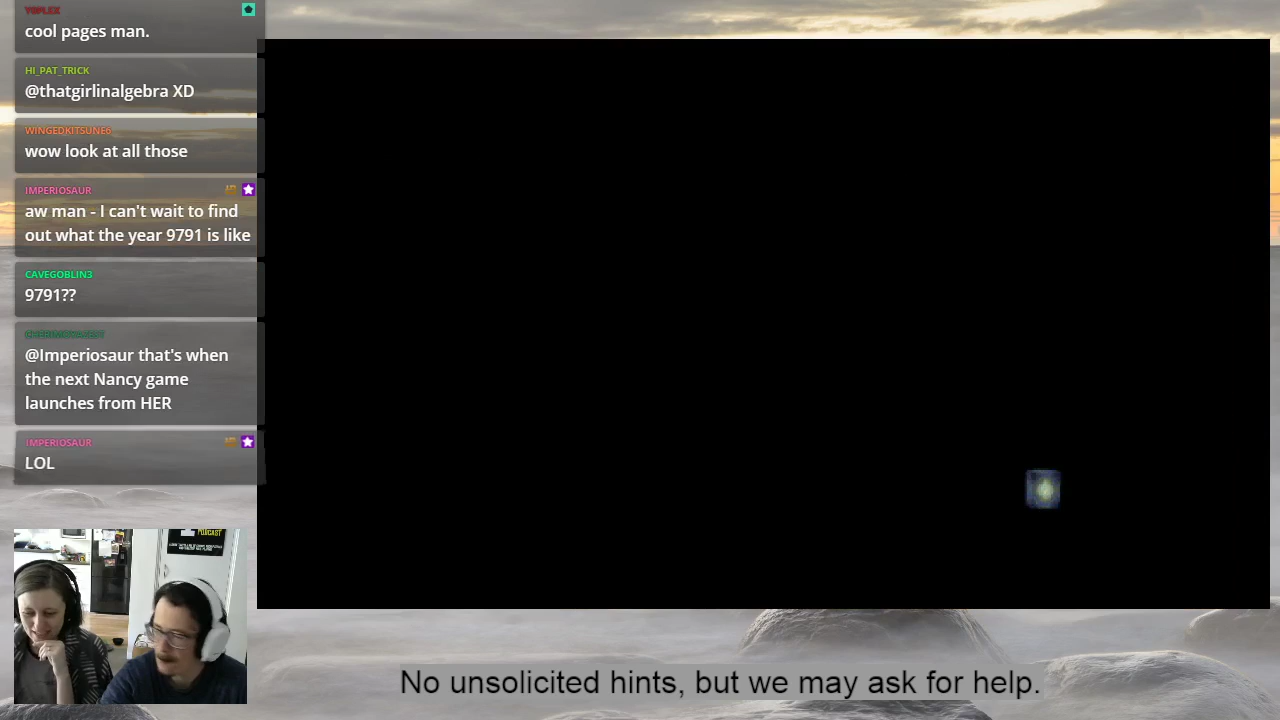 cool pages man.
HI_PAT_TRICK
@thatgirlinalgebra XD
WINGEDKITSUNE6
wow look at all those
IMPERIOSAUR
aw man - I can't wait to find
out what the year 9791 is like
CAVEGOBLIN3
9791??
@Imperiosaur that's when
the next Nancy game
launches from HER
IMPERIOSAUR
LOL
PODCAST
No unsolicited hints, but we may ask for help.